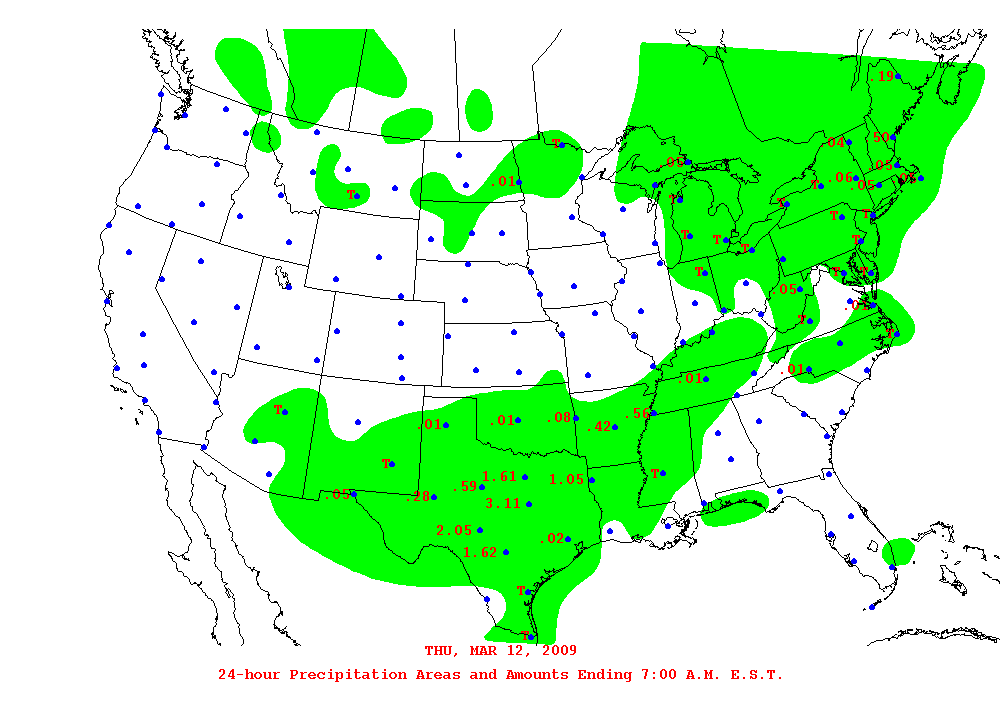 .19
.50
.04
T
.09
.05
.01
.06
T
.05
T
T
T
T
T
T
T
T
T
T
T
.05
.01
T
T
.01
.01
T
.56
.01
.01
.08
.42
T
T
1.61
1.05
.59
.05
.28
3.11
2.05
.02
1.62
T
T
THU, MAR 12, 2009
24-hour Precipitation Areas and Amounts Ending 7:00 A.M. E.S.T.